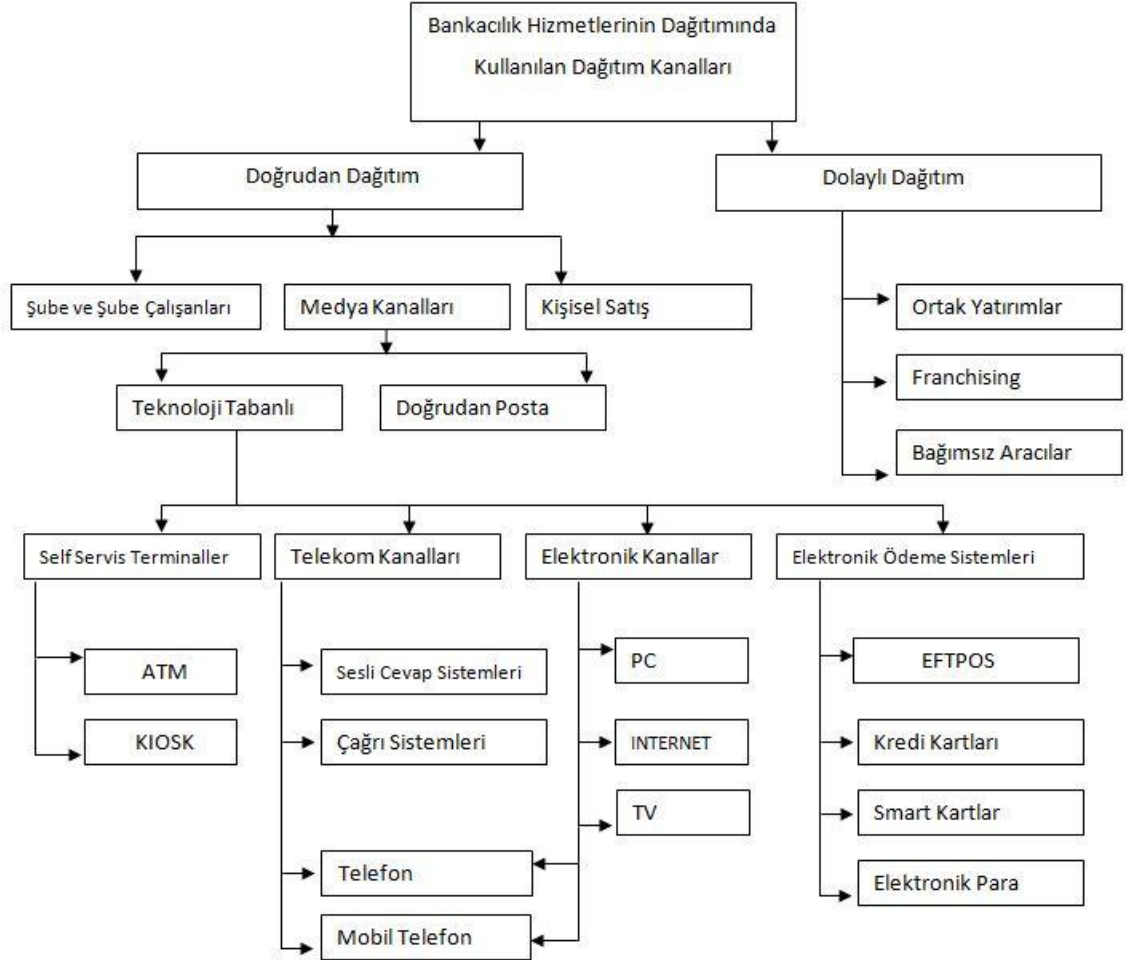 Bankacılık Hizmetlerinin Dağıtımında
Kullanılan Dağıtım Kanalları
Doğrudan Dağıtım
Dolaylı Dağıtım
Şube ve Şube Çalışanları
Medya Kanalları
Kişisel Satış
Ortak Yatırımlar
Franchising
Bağımsız Aracılar
Teknoloji Tabanlı
Doğrudan Posta
Self Servis Terminaller
Telekom Kanalları
Elektronik Kanallar
Elektronik Ödeme Sistemleri
ATM
KIOSK
Sesli Cevap Sistemleri
Çağrı Sistemleri
Telefon
Mobil Telefon
PC
INTERNET
TV
EFTPOS
Kredi Kartları
Smart Kartlar
Elektronik Para